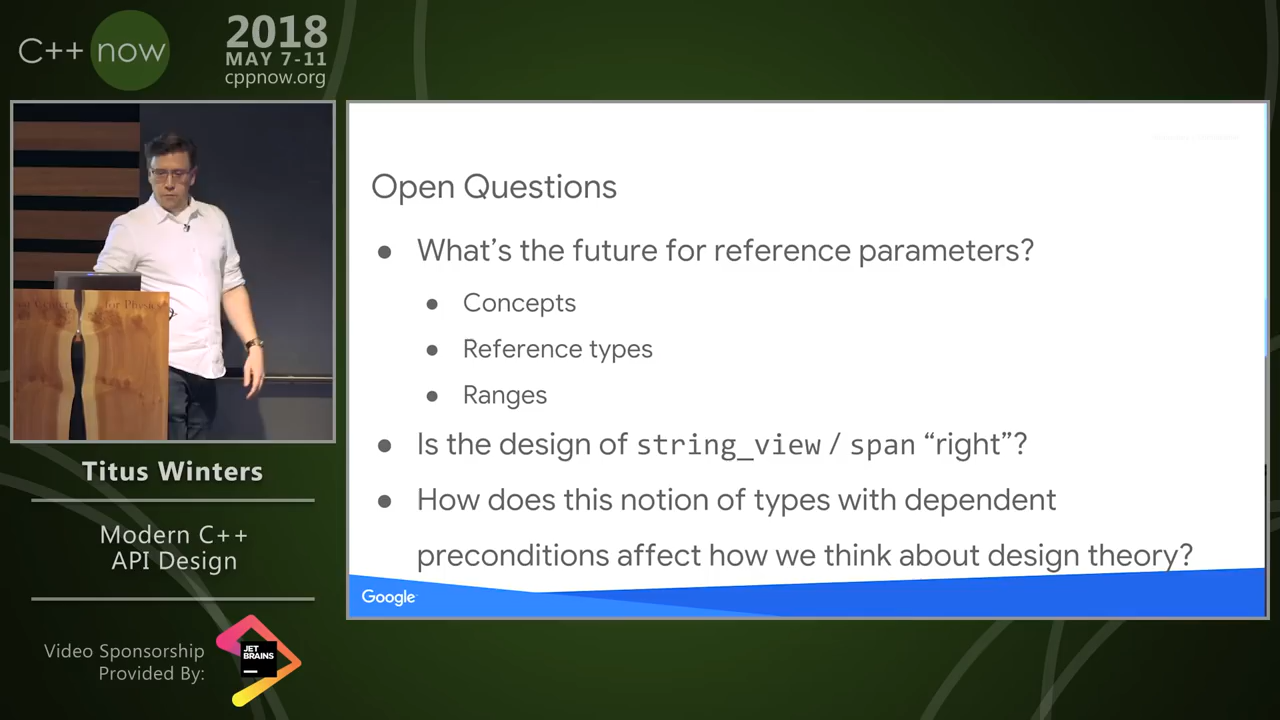 C++ now
2018
MAY 7-11
cppnow.org
Open Questions
● What's the future for reference parameters?
● Concepts
● Reference types
● Ranges
● Is the design of string_view / span “right”?
● How does this notion of types with dependent
preconditions affect how we think about design theory?
Google
for Physics
Titus Winters
Modern C++
API Design
Video Sponsorship
Provided By:
JET
BRAINS